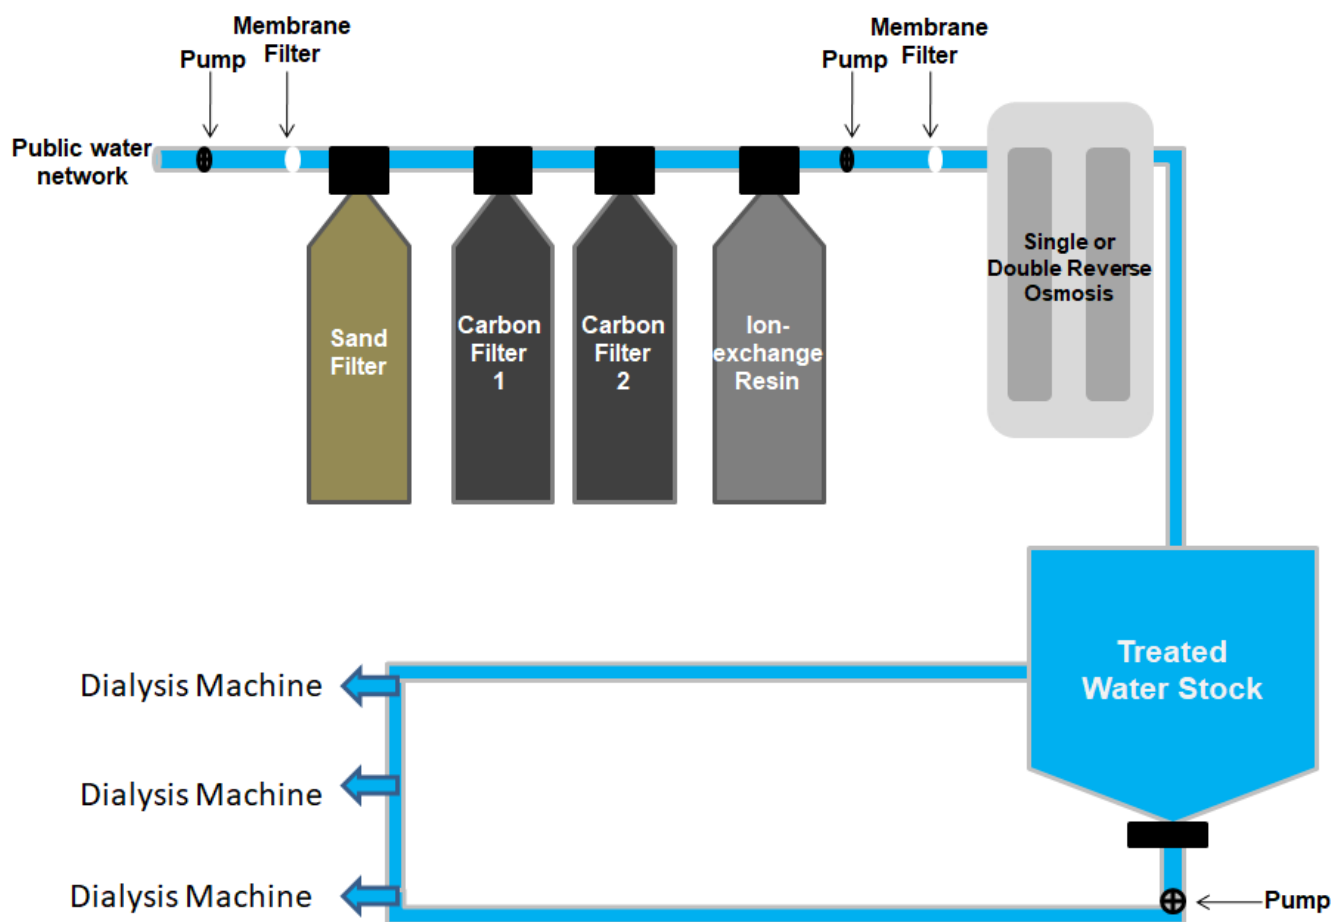 Pump
Membrane
Filter
Pump
Membrane
Filter
Public water
network
Sand
Filter
Carbon
Filter
1
Carbon
Filter
2
Ion-
exchange
Resin
Single or
Double Reverse
Osmosis
Treated
Water Stock
Dialysis Machine
Dialysis Machine
Dialysis Machine
Pump